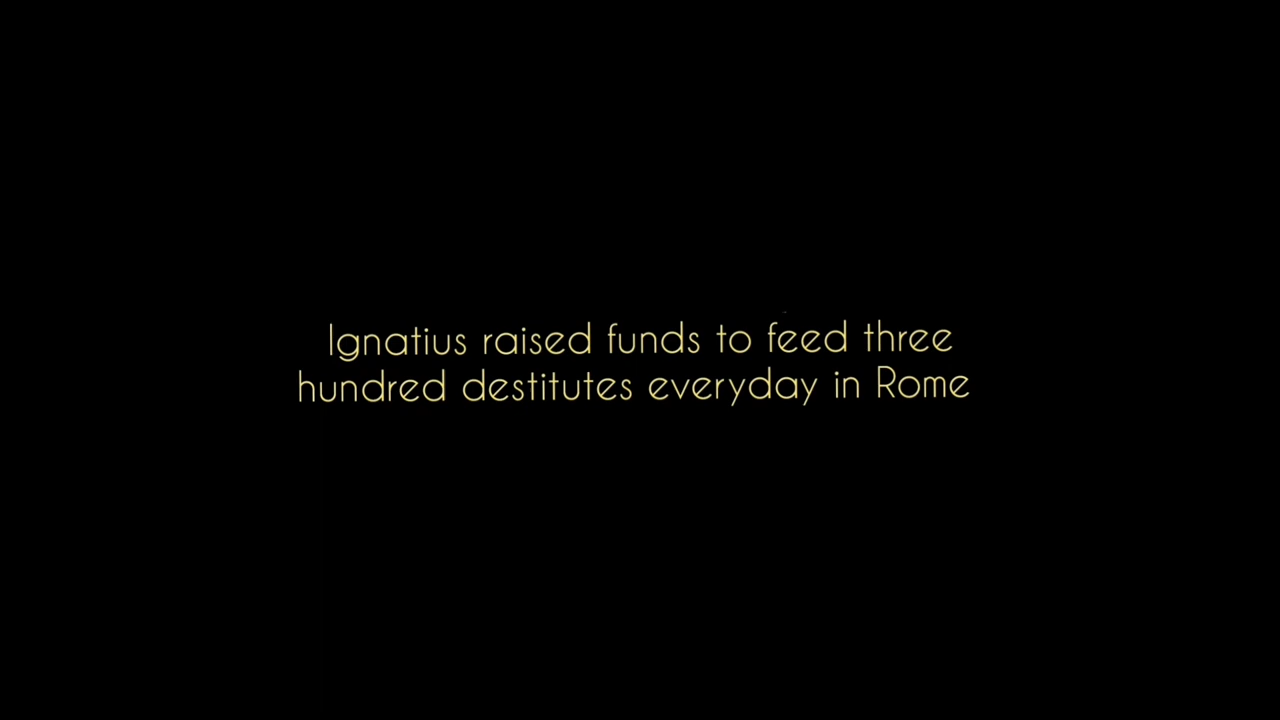 Ignatius raised funds to feed three
hundred destitutes everyday in Rome